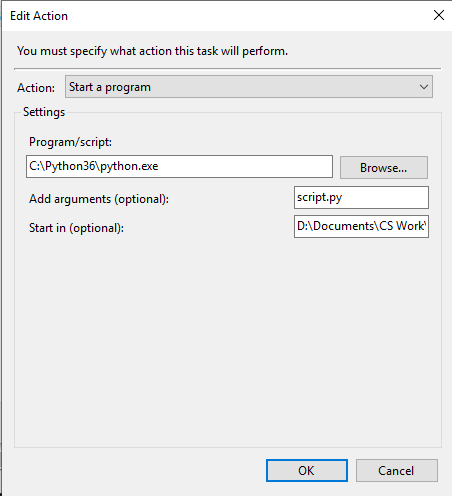 Edit Action
You must specify what action this task will perform.
Action: Start a program
Settings
Program/script:
C:\Python36\python.exe Browse...
Add arguments (optional): script.py
Start in (optional): D:\Documents\CS Work\
OK Cancel